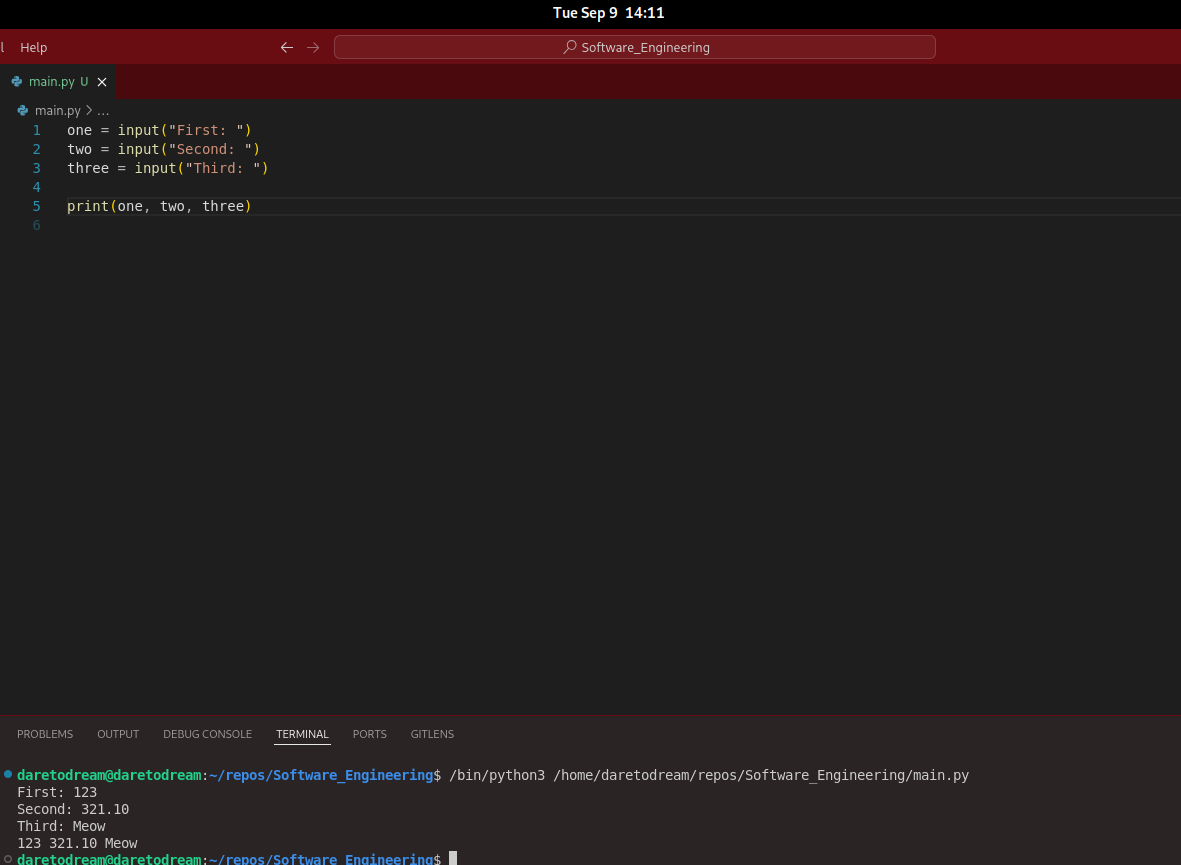 Tue Sep 9 14:11
l Help
Software_Engineering
main.py U
main.py > ...
1 one = input("First: ")
2 two = input("Second: ")
3 three = input("Third: ")
4
5 print(one, two, three)
6
PROBLEMS OUTPUT DEBUG CONSOLE TERMINAL PORTS GITLENS
daretodream@daretodream:~/repos/Software_Engineering$ /bin/python3 /home/daretodream/repos/Software_Engineering/main.py
First: 123
Second: 321.10
Third: Meow
123 321.10 Meow
daretodream@daretodream:~/repos/Software_Engineering$